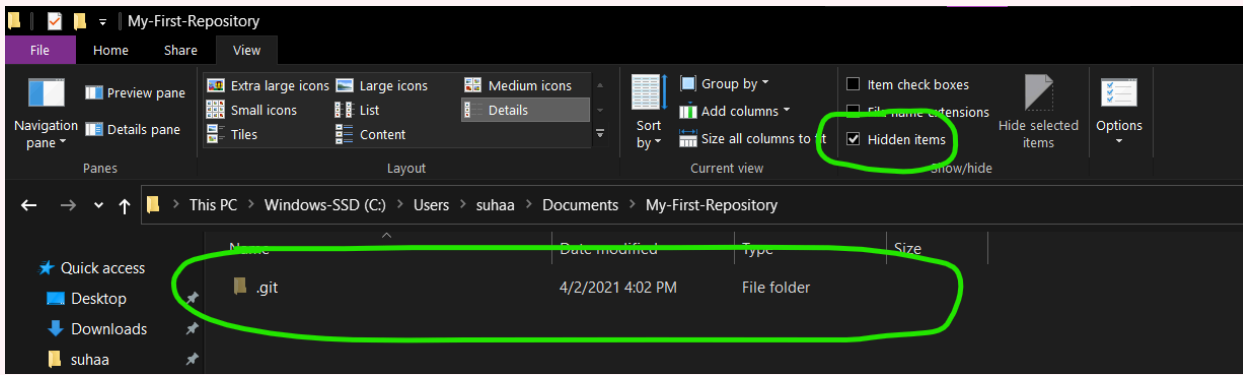 My-First-Repository
File Home Share View
Navigation pane
Preview pane
Details pane
Panes
Extra large icons Large icons Medium icons
Small icons List Details
Tiles Content
Layout
Sort by
Group by
Add columns
Size all columns to fit
Current view
Item check boxes
File name extensions
Hidden items
Hide selected items
Show/hide
Options
This PC > Windows-SSD (C:) > Users > suhaa > Documents > My-First-Repository
Name Date modified Type Size
Quick access
.git 4/2/2021 4:02 PM File folder
Desktop
Downloads
suhaa